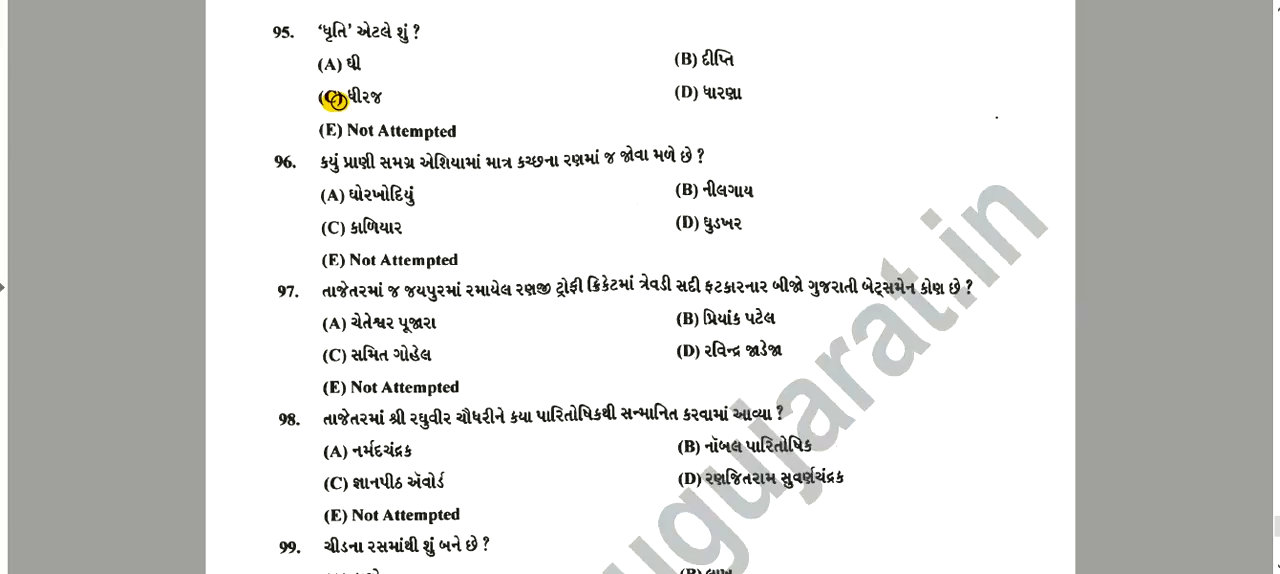 95. ‘ધૃતિ’ એટલે શું ?
(A) ઘી (B) દીપ્તિ
(C) ધીરજ (D) ધારણા
(E) Not Attempted
96. કયું પ્રાણી સમગ્ર એશિયામાં માત્ર કચ્છના રણમાં જ જોવા મળે છે ?
(A) ઘોરખોદિયું (B) નીલગાય
(C) કાળિયાર (D) ઘુડખર
(E) Not Attempted
97. તાજેતરમાં જ જયપુરમાં રમાયેલ રણજી ટ્રોફી ક્રિકેટમાં ત્રેવડી સદી ફટકારનાર બીજો ગુજરાતી બેટ્સમેન કોણ છે ?
(A) ચેતેશ્વર પૂજારા (B) પ્રિયાંક પટેલ
(C) સમિત ગોહેલ (D) રવિન્દ્ર જાડેજા
(E) Not Attempted
98. તાજેતરમાં શ્રી રઘુવીર ચૌધરીને કયા પારિતોષિકથી સન્માનિત કરવામાં આવ્યા ?
(A) નર્મદચંદ્રક (B) નૉબલ પારિતોષિક
(C) જ્ઞાનપીઠ ઍવોર્ડ (D) રણજિતરામ સુવર્ણચંદ્રક
(E) Not Attempted
99. ચીડના રસમાંથી શું બને છે ?
(B) લાખ
ugujarat.in